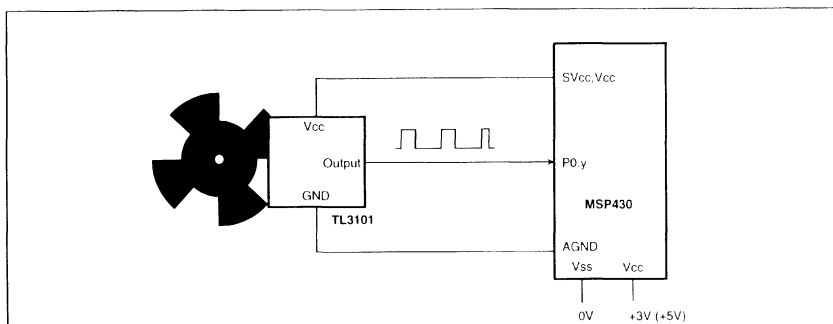 SVcc,Vcc
Vcc
Output
P0.y
GND
MSP430
TL3101
AGND
Vss Vcc
0V +3V (+5V)